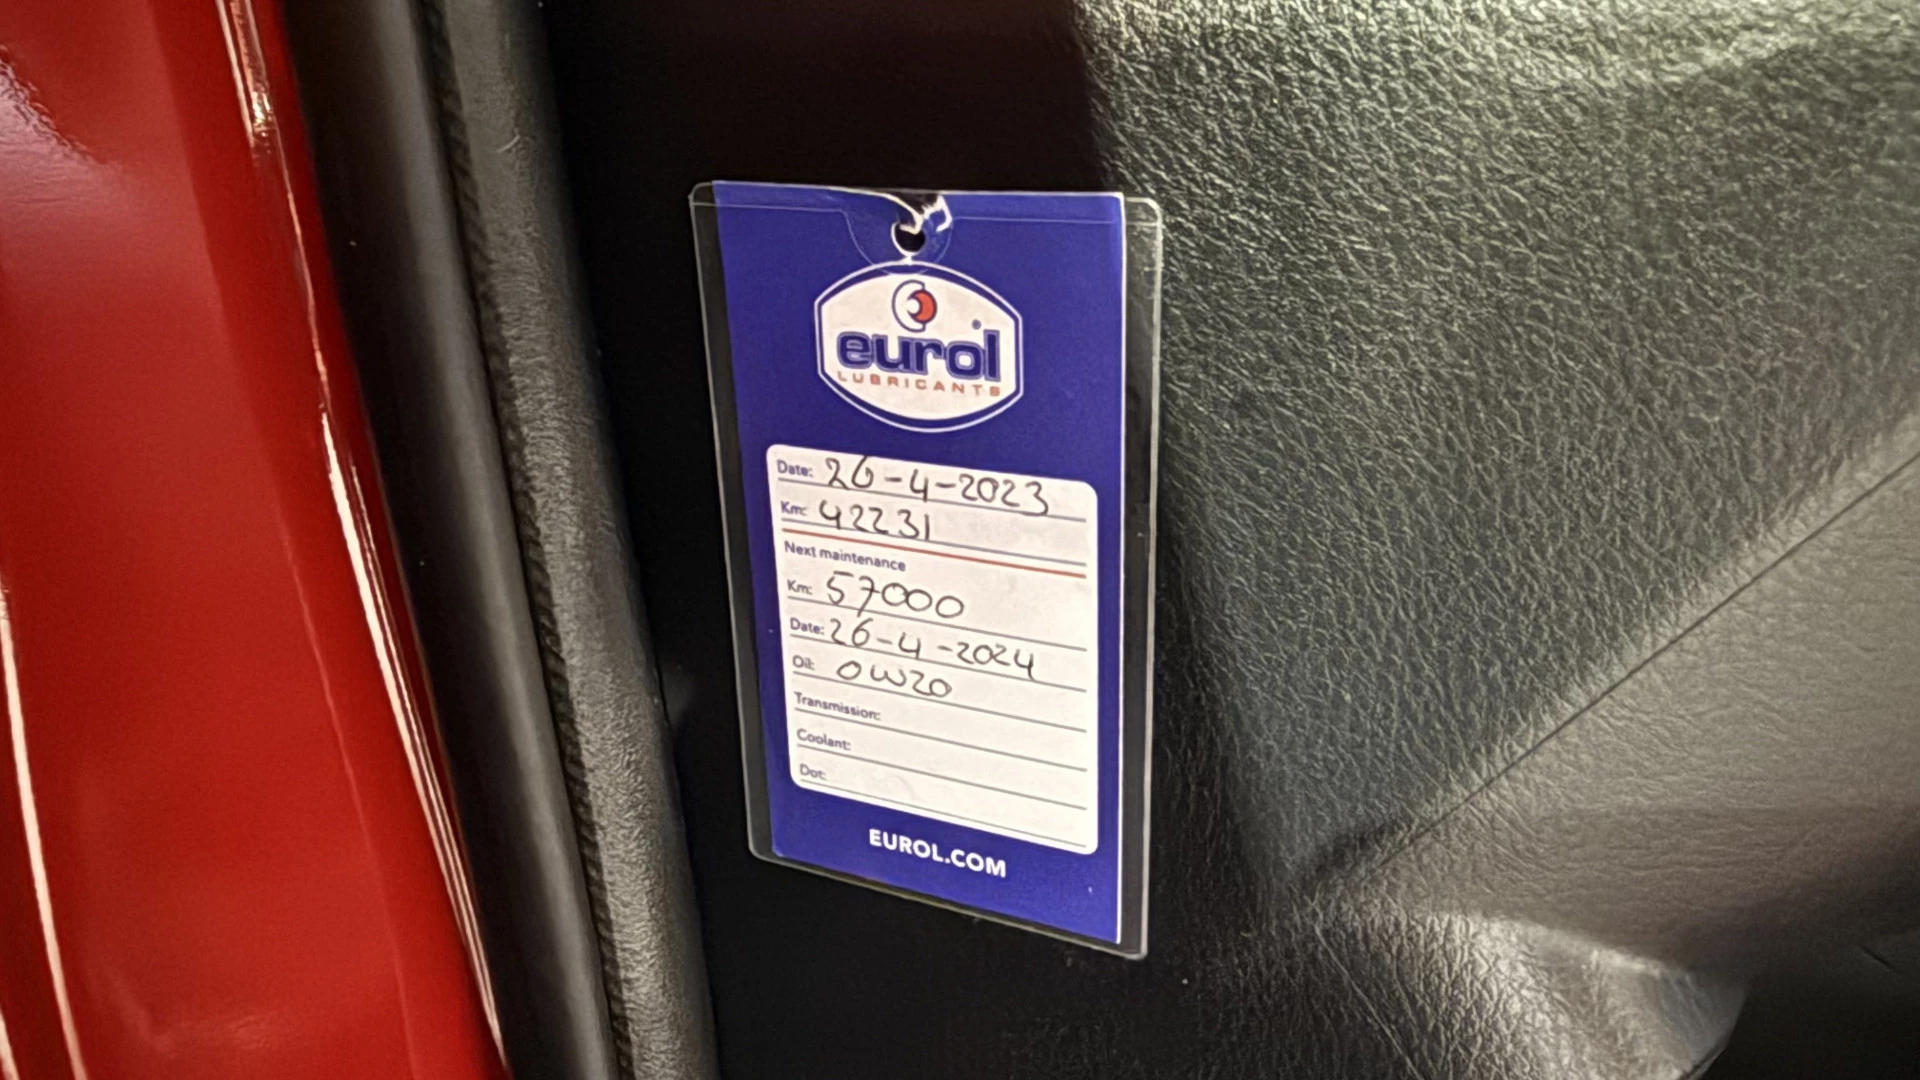 eurol®
LUBRICANTS
Date: 26-4-2023
Km: 42231
Next maintenance
Km: 57000
Date: 26-4-2024
Oil: 0W20
Transmission:
Coolant:
Dot:
EUROL.COM